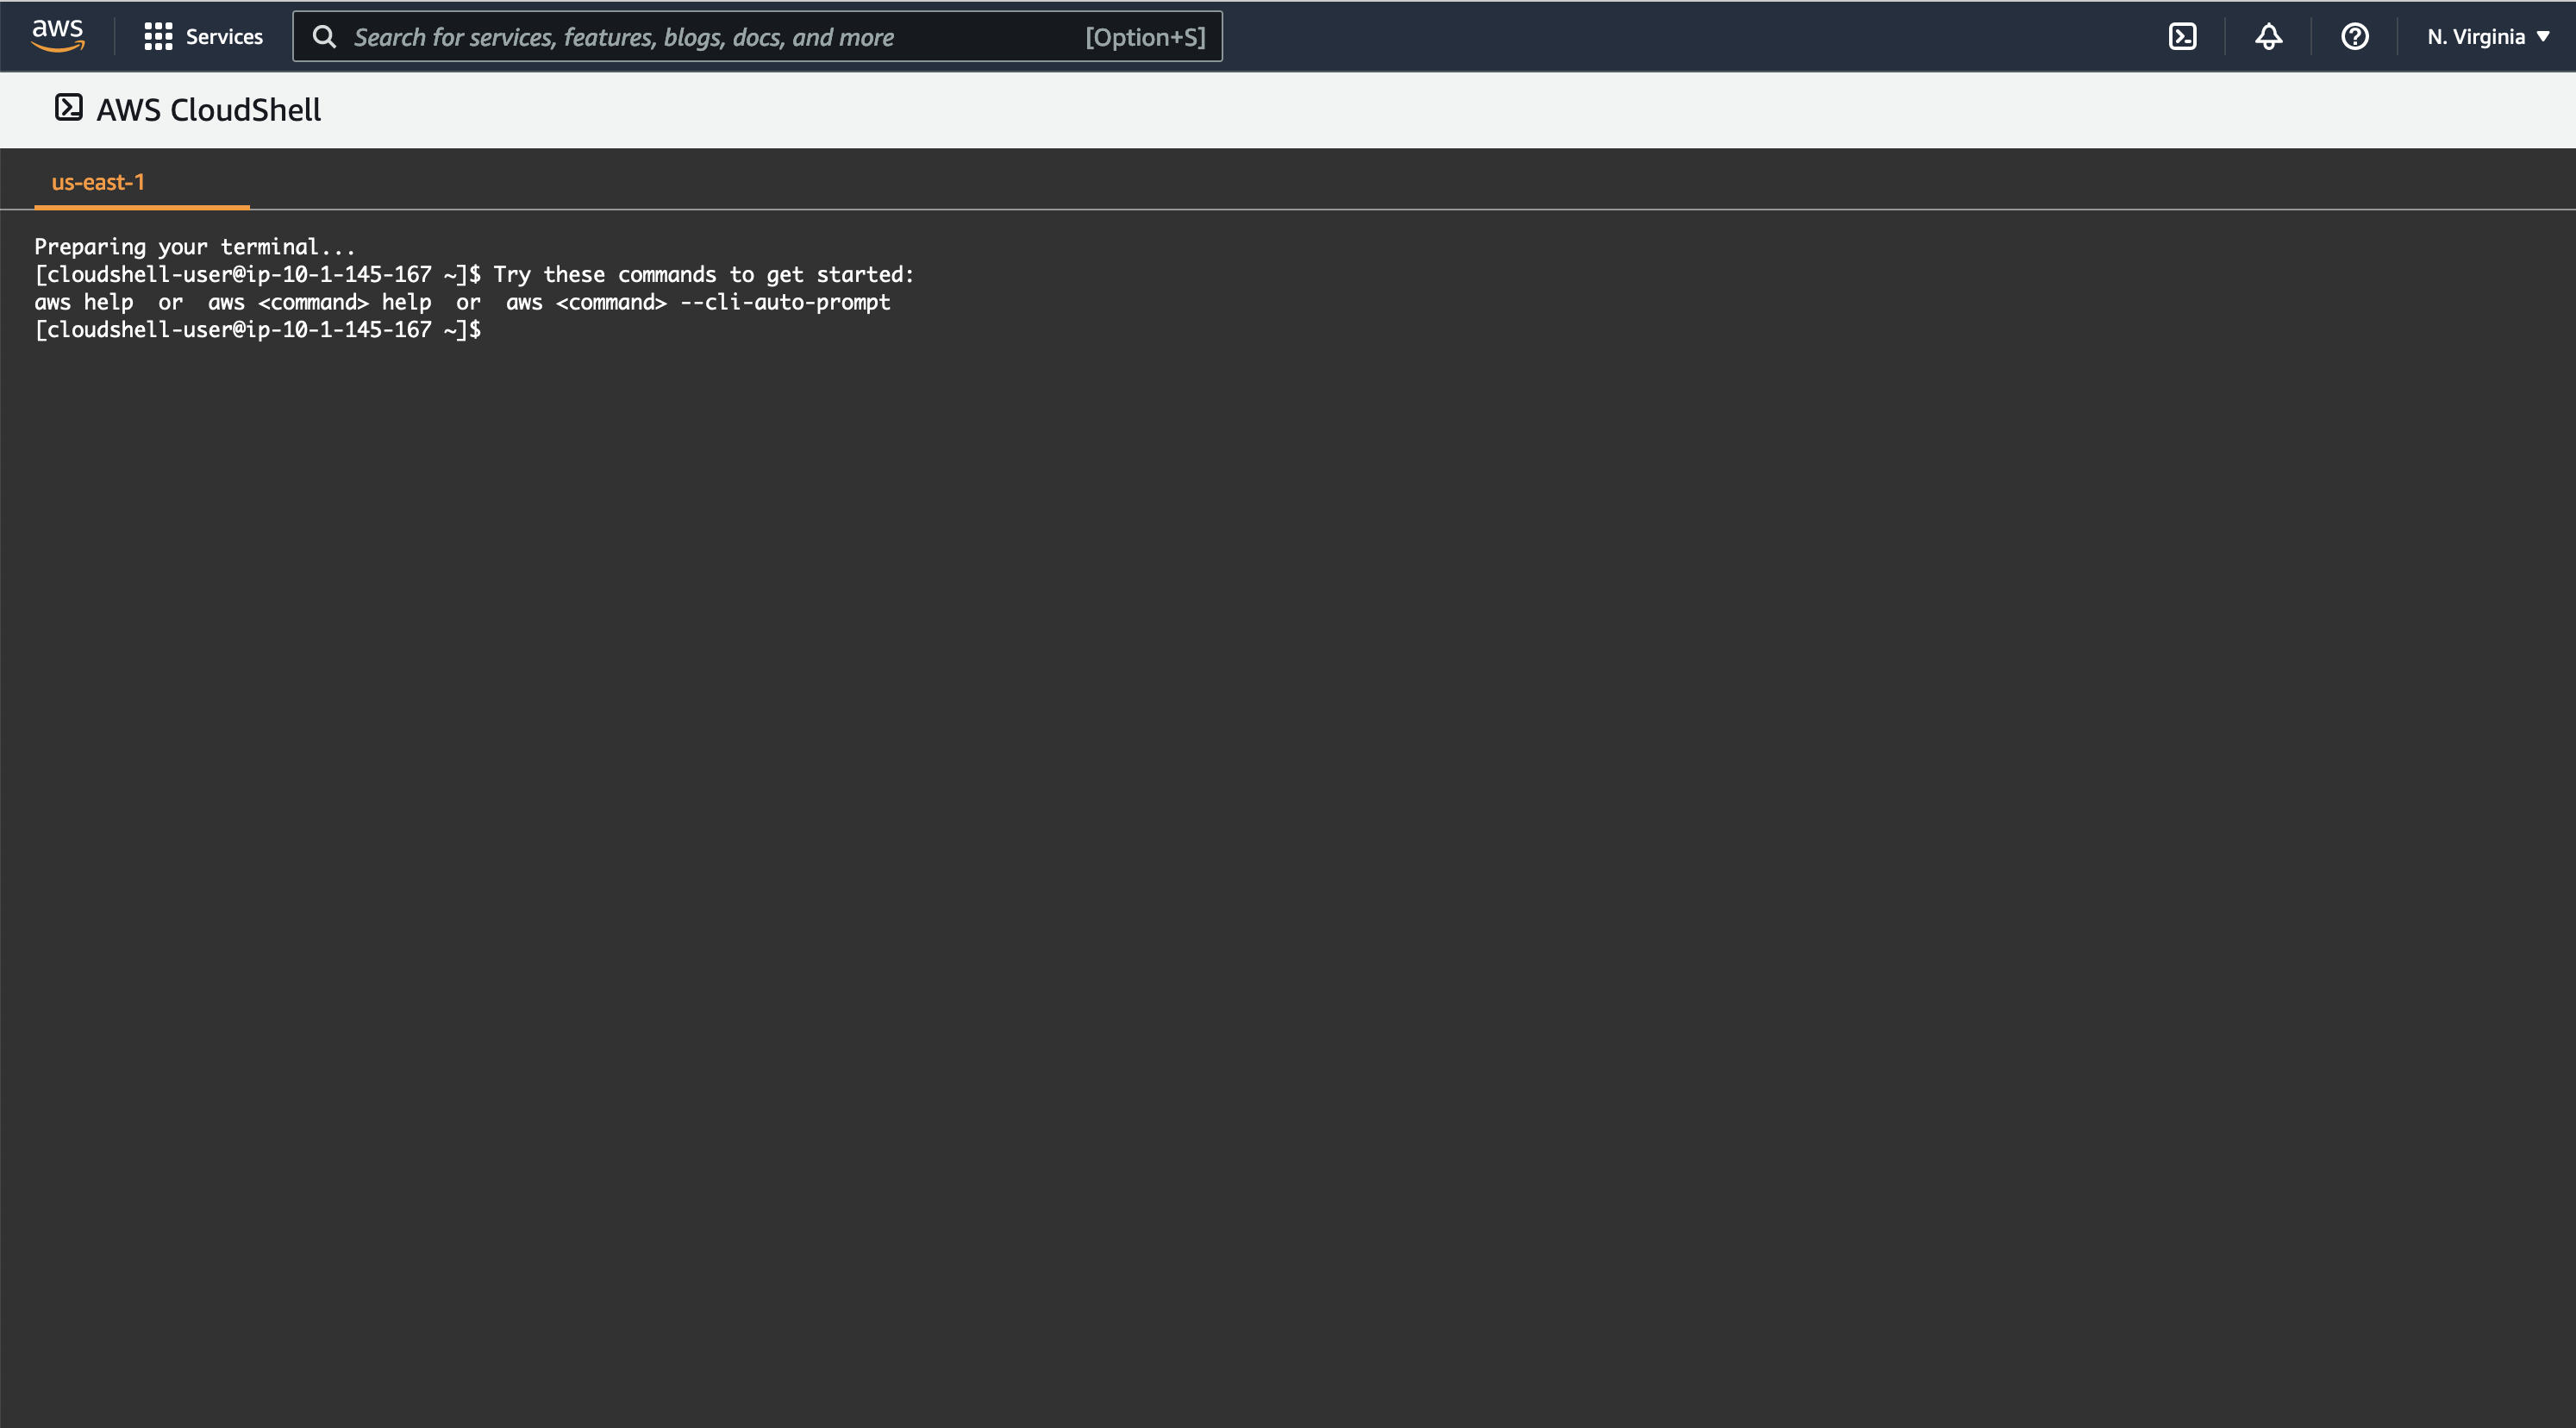 aws
Services
Search for services, features, blogs, docs, and more
[Option+S]
N. Virginia
AWS CloudShell
us-east-1
Preparing your terminal...
[cloudshell-user@ip-10-1-145-167 ~]$ Try these commands to get started:
aws help  or  aws <command> help  or  aws <command> --cli-auto-prompt
[cloudshell-user@ip-10-1-145-167 ~]$